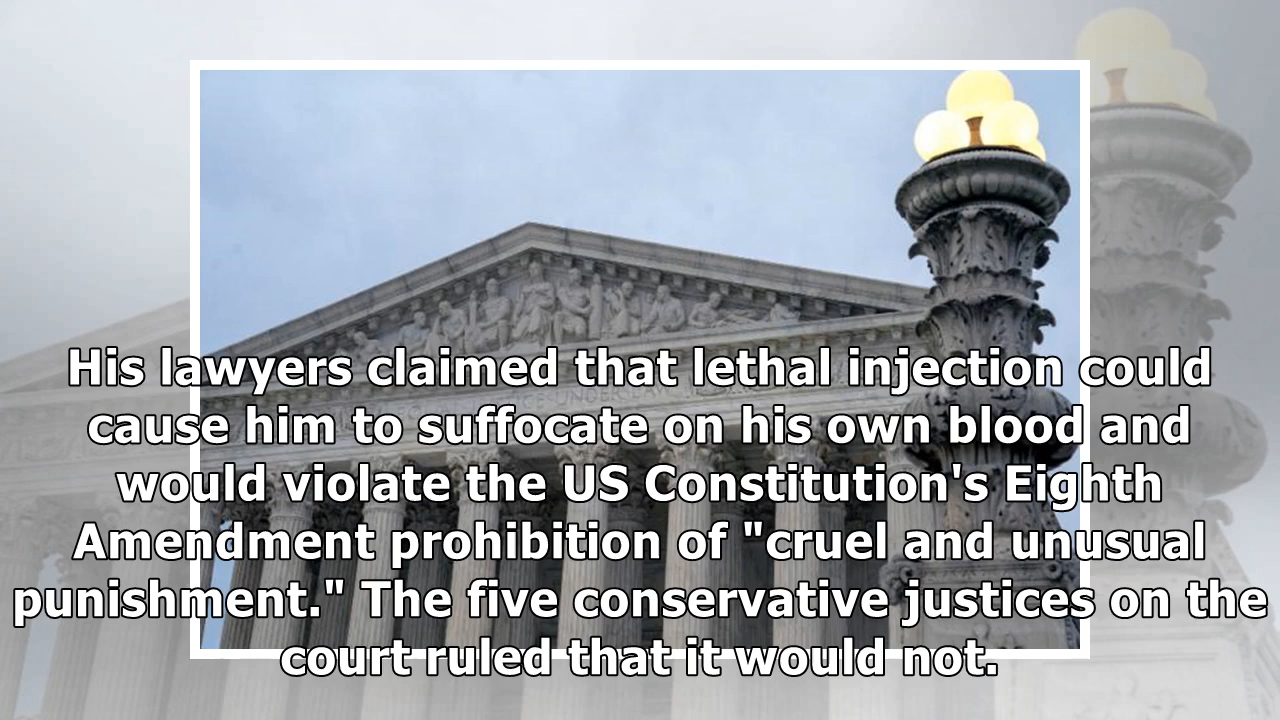 His lawyers claimed that lethal injection could
cause him to suffocate on his own blood and
would violate the US Constitution's Eighth
Amendment prohibition of "cruel and unusual
punishment." The five conservative justices on the
court ruled that it would not.